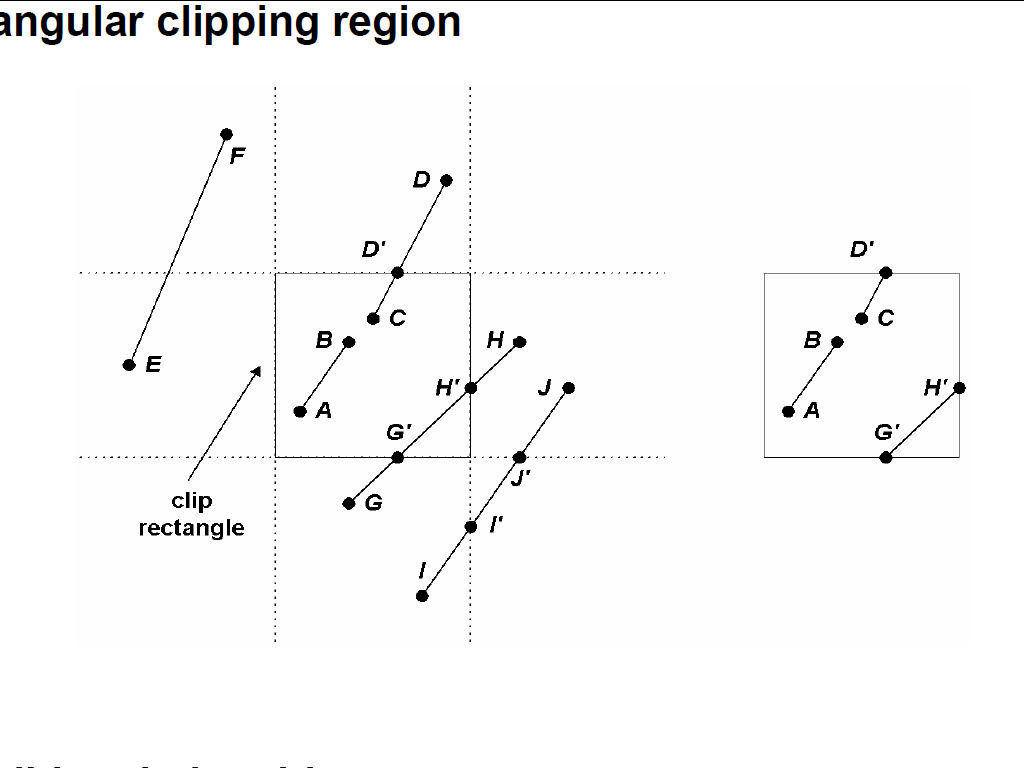 angular clipping region
F
D
D'
D'
C
C
B
H
B
E
H'
J
H'
A
A
G'
G'
J'
clip
G
rectangle
I'
I